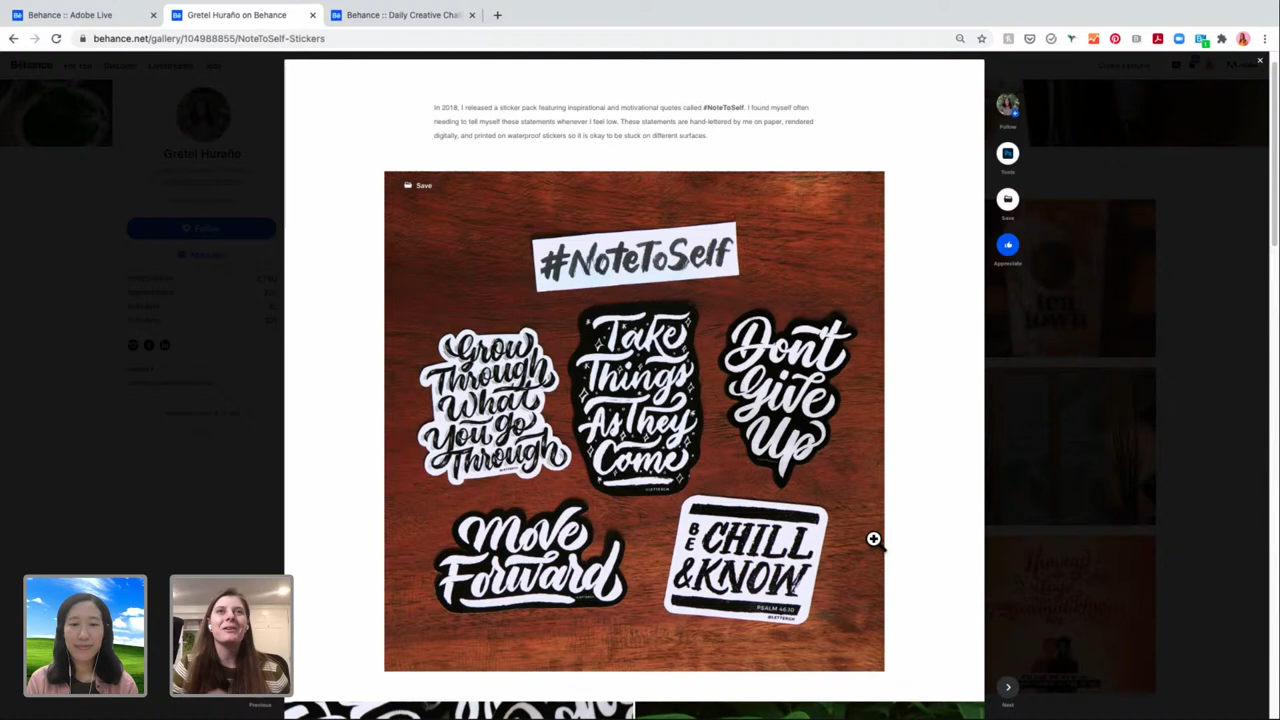 Behance :: Adobe Live
Gretel Huraño on Behance
Behance :: Daily Creative Chal
behance.net/gallery/104988855/NoteToSelf-Stickers
Gretel Huraño
Follow
In 2018, I released a sticker pack featuring inspirational and motivational quotes called #NoteToSelf. I found myself often
needing to tell myself these statements whenever I feel low. These statements are hand-lettered by me on paper, rendered
digitally, and printed on waterproof stickers so it is okay to be stuck on different surfaces.
Save
#NoteToSelf
Grow
Through
What
You go
Through
Take
Things
As They
Come
Don't
Give
Up
Move
Forward
BE CHILL
& KNOW
PSALM 46:10
Follow
Tools
Save
Appreciate
Previous
Next